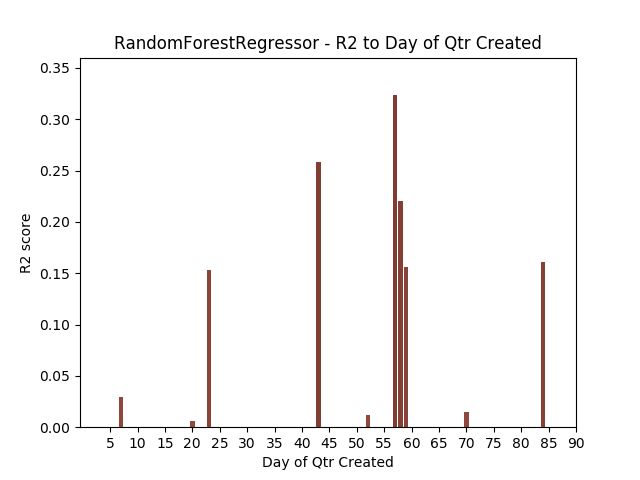 RandomForestRegressor - R2 to Day of Qtr Created
0.35
0.30
0.25
0.20
0.15
0.10
0.05
0.00
R2 score
5 10 15 20 25 30 35 40 45 50 55 60 65 70 75 80 85 90
Day of Qtr Created